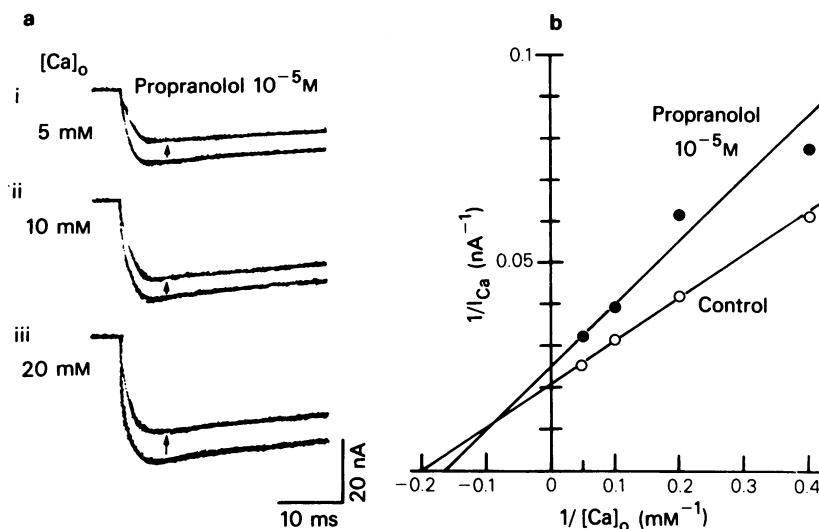 a
[Ca]o
Propranolol 10⁻⁵M
i
5 mM
ii
10 mM
iii
20 mM
20 nA
10 ms
b
0.1
Propranolol
10⁻⁵M
0.05
1/ICa (nA⁻¹)
Control
−0.2 −0.1 0 0.1 0.2 0.3 0.4
1/[Ca]o (mM⁻¹)